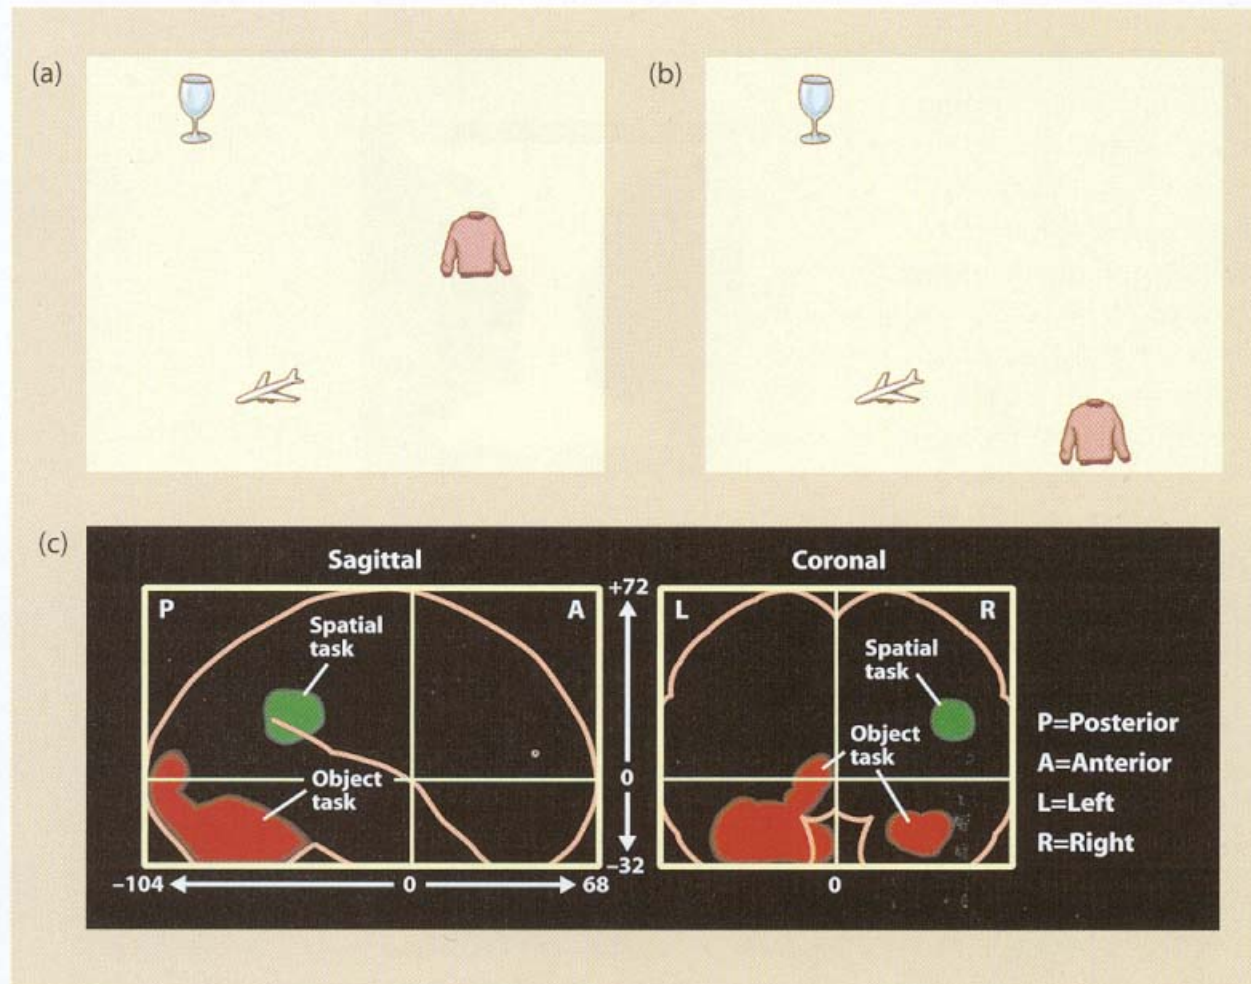 (a)
(b)
(c)
Sagittal
Coronal
P
A
+72
L
R
Spatial
task
Spatial
task
Object
task
Object
task
P=Posterior
A=Anterior
L=Left
R=Right
0
–104
0
68
–32
0